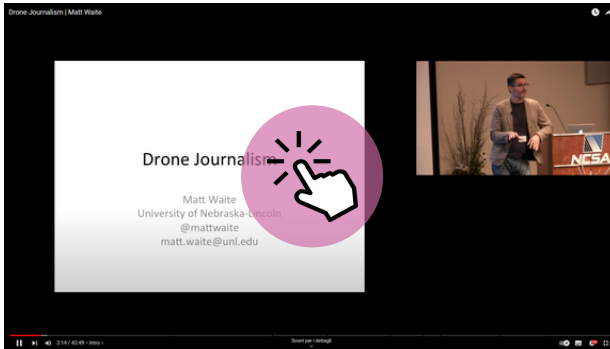 Drone Journalism | Matt Waite
Drone Journalism
Matt Waite
University of Nebraska-Lincoln
@mattwaite
matt.waite@unl.edu
NCSA
2:14 / 42:49 • Intro ›
Scorri per i dettagli